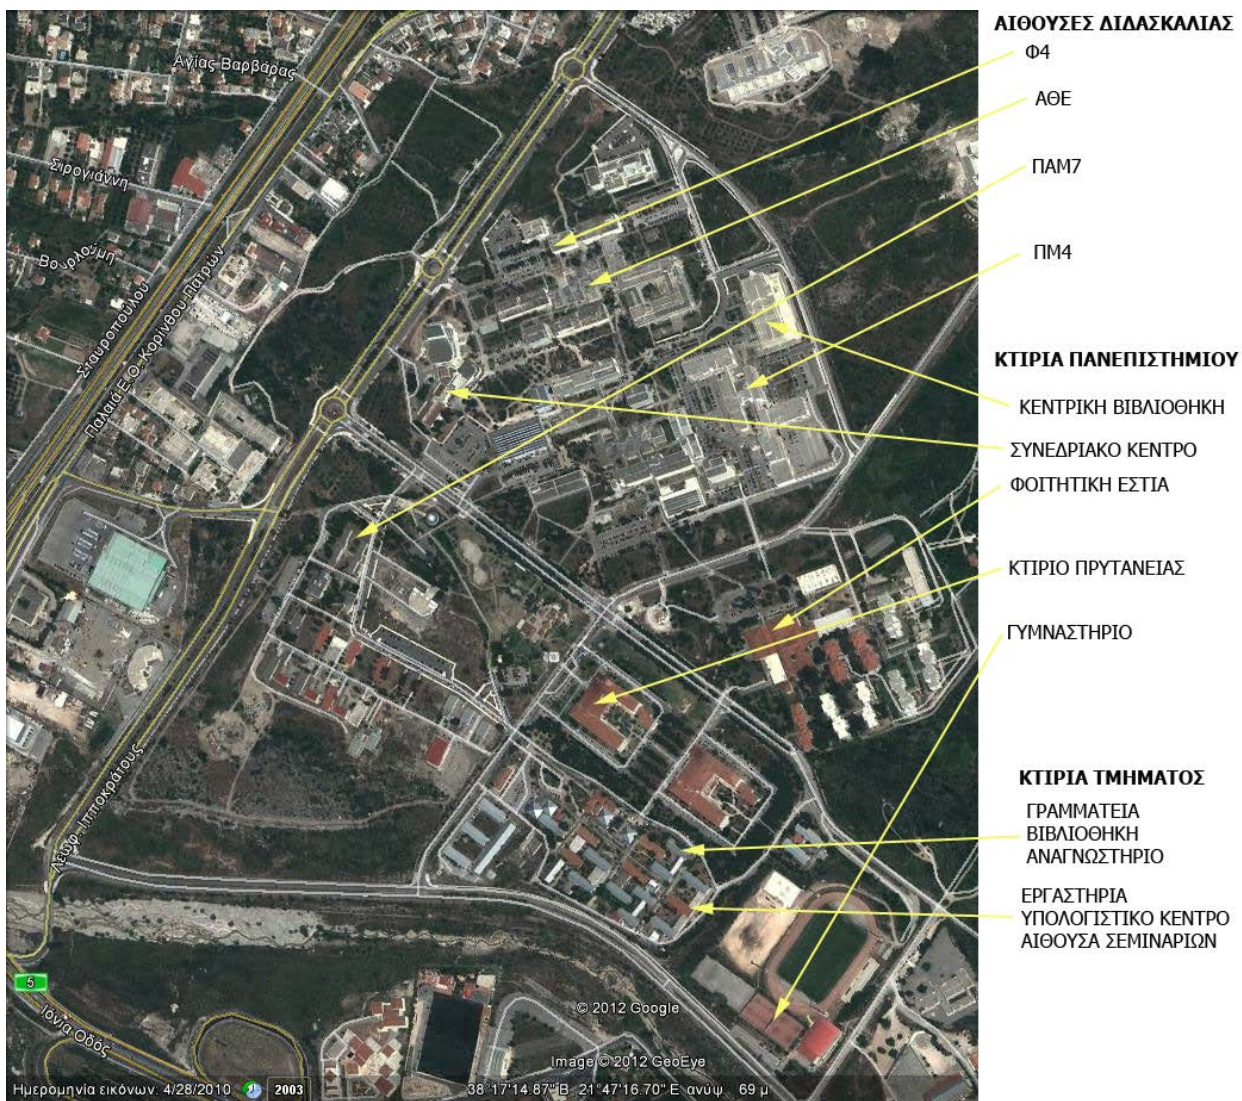 ΑΙΘΟΥΣΕΣ ΔΙΔΑΣΚΑΛΙΑΣ
Φ4
ΑΘΕ
ΠΑΜ7
ΠΜ4
ΚΤΙΡΙΑ ΠΑΝΕΠΙΣΤΗΜΙΟΥ
ΚΕΝΤΡΙΚΗ ΒΙΒΛΙΟΘΗΚΗ
ΣΥΝΕΔΡΙΑΚΟ ΚΕΝΤΡΟ
ΦΟΙΤΗΤΙΚΗ ΕΣΤΙΑ
ΚΤΙΡΙΟ ΠΡΥΤΑΝΕΙΑΣ
ΓΥΜΝΑΣΤΗΡΙΟ
ΚΤΙΡΙΑ ΤΜΗΜΑΤΟΣ
ΓΡΑΜΜΑΤΕΙΑ
ΒΙΒΛΙΟΘΗΚΗ
ΑΝΑΓΝΩΣΤΗΡΙΟ
ΕΡΓΑΣΤΗΡΙΑ
ΥΠΟΛΟΓΙΣΤΙΚΟ ΚΕΝΤΡΟ
ΑΙΘΟΥΣΑ ΣΕΜΙΝΑΡΙΩΝ
Αγίας Βαρβάρας
Σιρογιάννη
Βουρλούμη
Σταυροπούλου
Παλαιά Ε.Ο. Κορίνθου Πατρών
Λεωφ. Ιπποκράτους
5
Ιόνια Οδός
© 2012 Google
Image © 2012 GeoEye
Ημερομηνία εικόνων: 4/28/2010 2003 38°17'14.87" Β 21°47'16.70" Ε ανύψ 69 μ